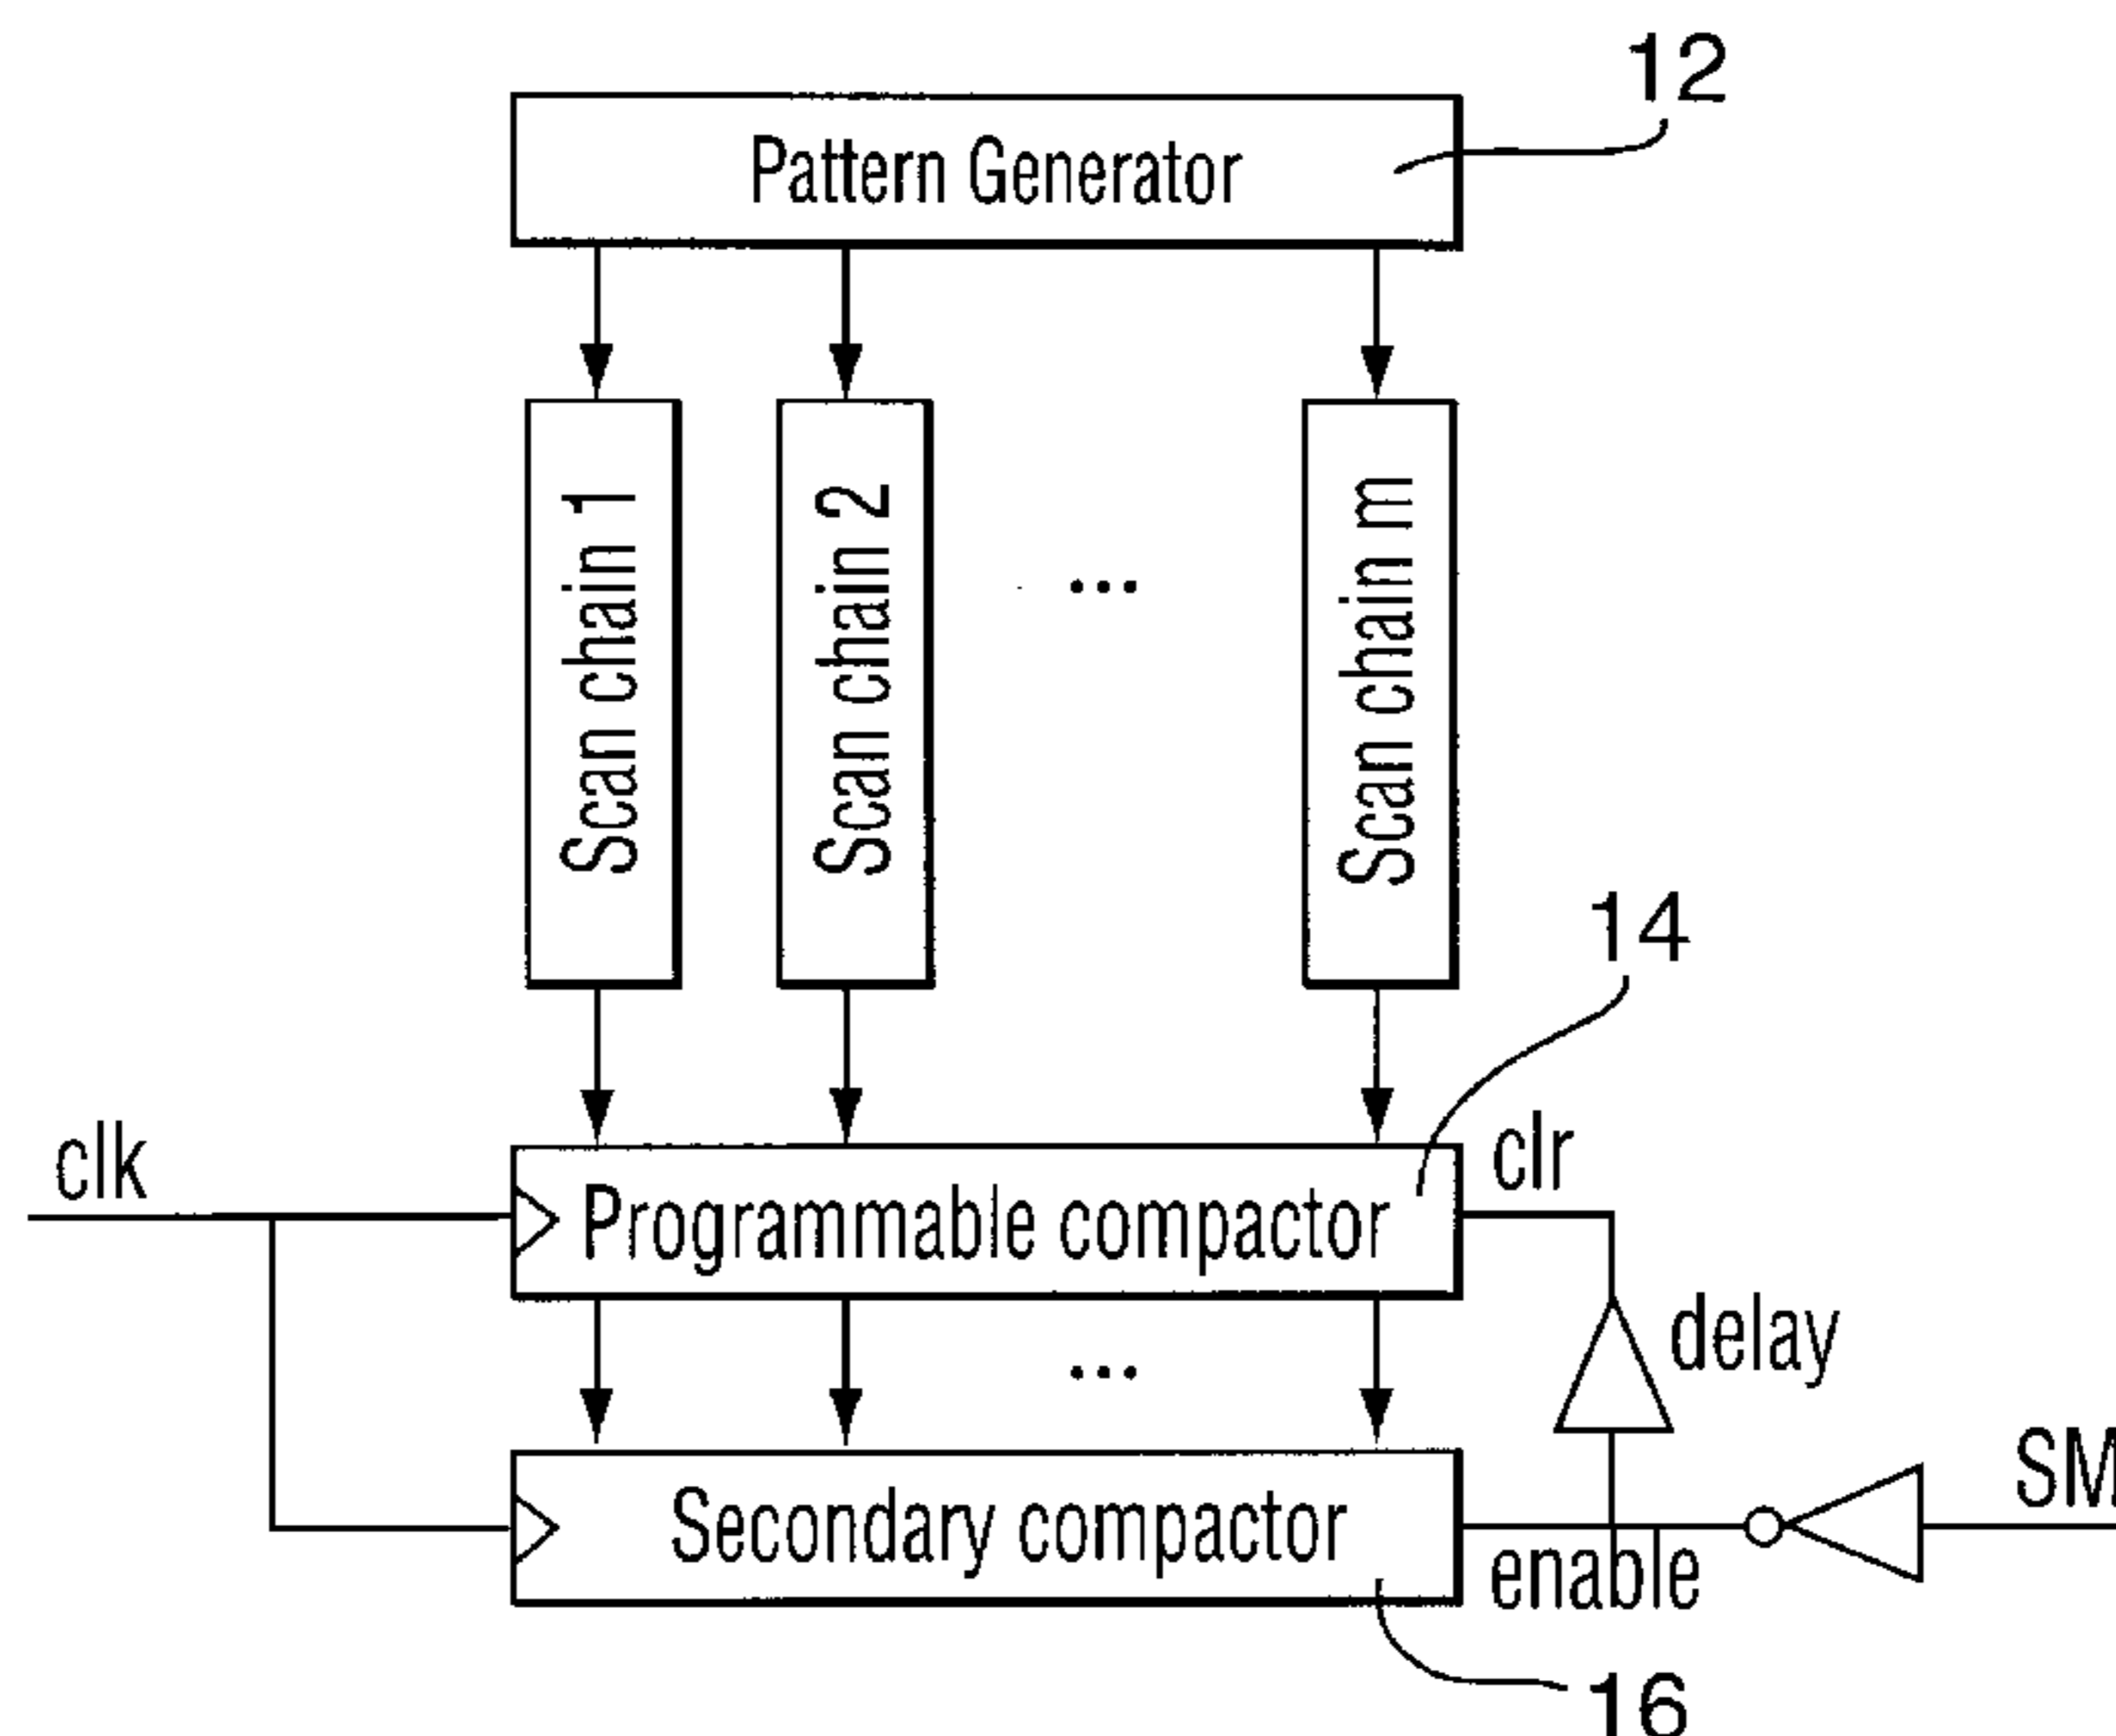 12
Pattern Generator
Scan chain 1
Scan chain 2
...
Scan chain m
14
clk
Programmable compactor
clr
...
delay
Secondary compactor
enable
SM
16